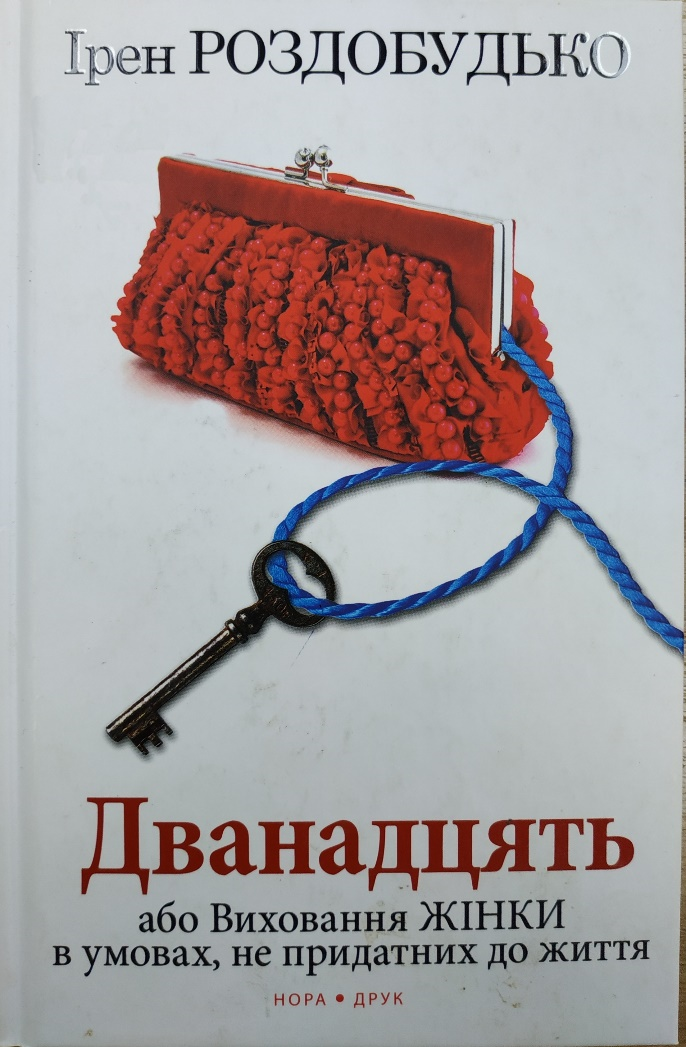 Ірен РОЗДОБУДЬКО
Дванадцять
або Виховання ЖІНКИ
в умовах, не придатних до життя
НОРА • ДРУК